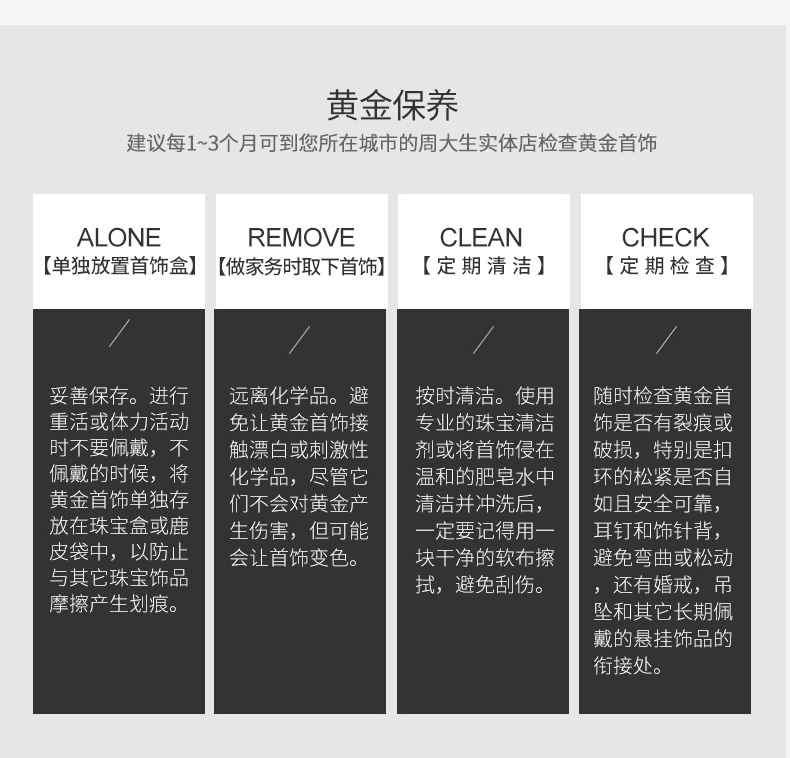 黄金保养
建议每1~3个月可到您所在城市的周大生实体店检查黄金首饰
ALONE
【单独放置首饰盒】
妥善保存。进行
重活或体力活动
时不要佩戴，不
佩戴的时候，将
黄金首饰单独存
放在珠宝盒或鹿
皮袋中，以防止
与其它珠宝饰品
摩擦产生划痕。
REMOVE
【做家务时取下首饰】
远离化学品。避
免让黄金首饰接
触漂白或刺激性
化学品，尽管它
们不会对黄金产
生伤害，但可能
会让首饰变色。
CLEAN
【定期清洁】
按时清洁。使用
专业的珠宝清洁
剂或将首饰侵在
温和的肥皂水中
清洁并冲洗后，
一定要记得用一
块干净的软布擦
拭，避免刮伤。
CHECK
【定期检查】
随时检查黄金首
饰是否有裂痕或
破损，特别是扣
环的松紧是否自
如且安全可靠，
耳钉和饰针背，
避免弯曲或松动
，还有婚戒，吊
坠和其它长期佩
戴的悬挂饰品的
衔接处。